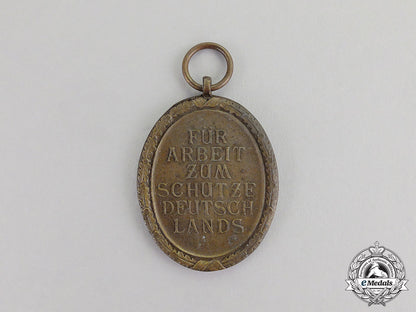 FÜR
ARBEIT
ZUM
SCHUTZE
DEUTSCH
LANDS
eMedals